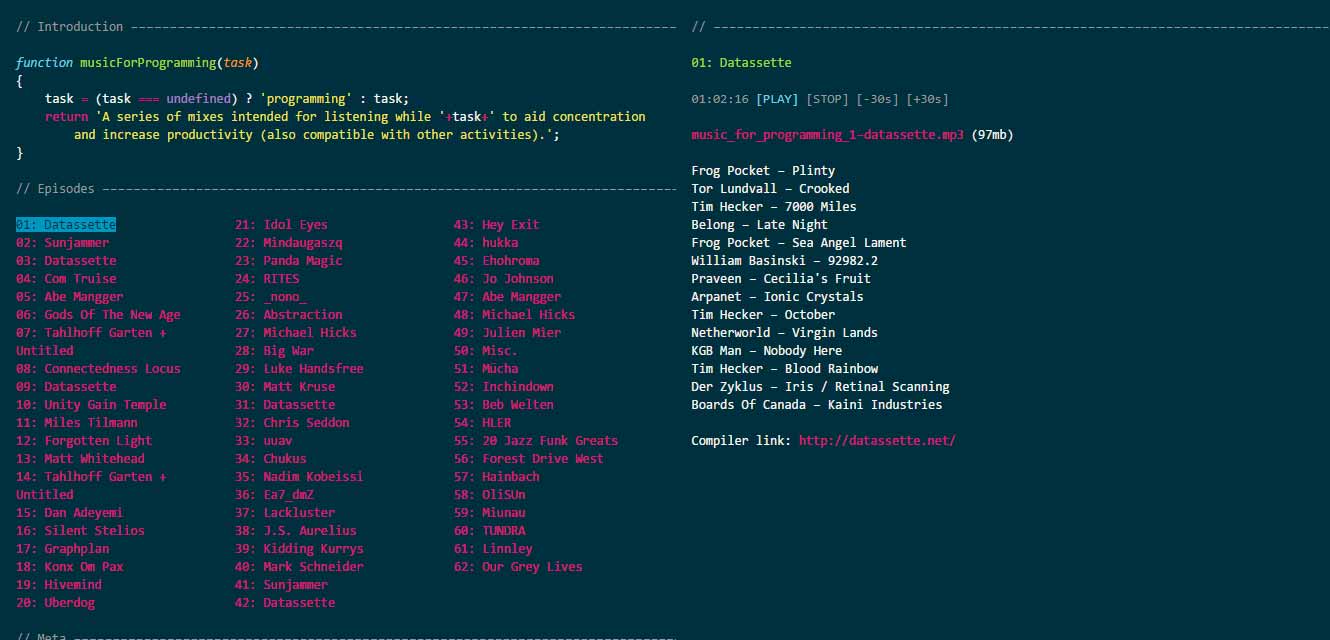 // Introduction
function musicForProgramming(task)
{
task = (task === undefined) ? 'programming' : task;
return 'A series of mixes intended for listening while '+task+' to aid concentration
and increase productivity (also compatible with other activities).';
}
// Episodes
01: Datassette
02: Sunjammer
03: Datassette
04: Com Truise
05: Abe Mangger
06: Gods Of The New Age
07: Tahlhoff Garten +
Untitled
08: Connectedness Locus
09: Datassette
10: Unity Gain Temple
11: Miles Tilmann
12: Forgotten Light
13: Matt Whitehead
14: Tahlhoff Garten +
Untitled
15: Dan Adeyemi
16: Silent Stelios
17: Graphplan
18: Konx Om Pax
19: Hivemind
20: Uberdog
21: Idol Eyes
22: Mindaugaszq
23: Panda Magic
24: RITES
25: _nono_
26: Abstraction
27: Michael Hicks
28: Big War
29: Luke Handsfree
30: Matt Kruse
31: Datassette
32: Chris Seddon
33: uuav
34: Chukus
35: Nadim Kobeissi
36: Ea7_dmZ
37: Lackluster
38: J.S. Aurelius
39: Kidding Kurrys
40: Mark Schneider
41: Sunjammer
42: Datassette
43: Hey Exit
44: hukka
45: Ehohroma
46: Jo Johnson
47: Abe Mangger
48: Michael Hicks
49: Julien Mier
50: Misc.
51: Mücha
52: Inchindown
53: Beb Welten
54: HLER
55: 20 Jazz Funk Greats
56: Forest Drive West
57: Hainbach
58: OliSUn
59: Miunau
60: TUNDRA
61: Linnley
62: Our Grey Lives
// Meta
//
01: Datassette
01:02:16 [PLAY] [STOP] [-30s] [+30s]
music_for_programming_1-datassette.mp3 (97mb)
Frog Pocket – Plinty
Tor Lundvall – Crooked
Tim Hecker – 7000 Miles
Belong – Late Night
Frog Pocket – Sea Angel Lament
William Basinski – 92982.2
Praveen – Cecilia's Fruit
Arpanet – Ionic Crystals
Tim Hecker – October
Netherworld – Virgin Lands
KGB Man – Nobody Here
Tim Hecker – Blood Rainbow
Der Zyklus – Iris / Retinal Scanning
Boards Of Canada – Kaini Industries
Compiler link: http://datassette.net/